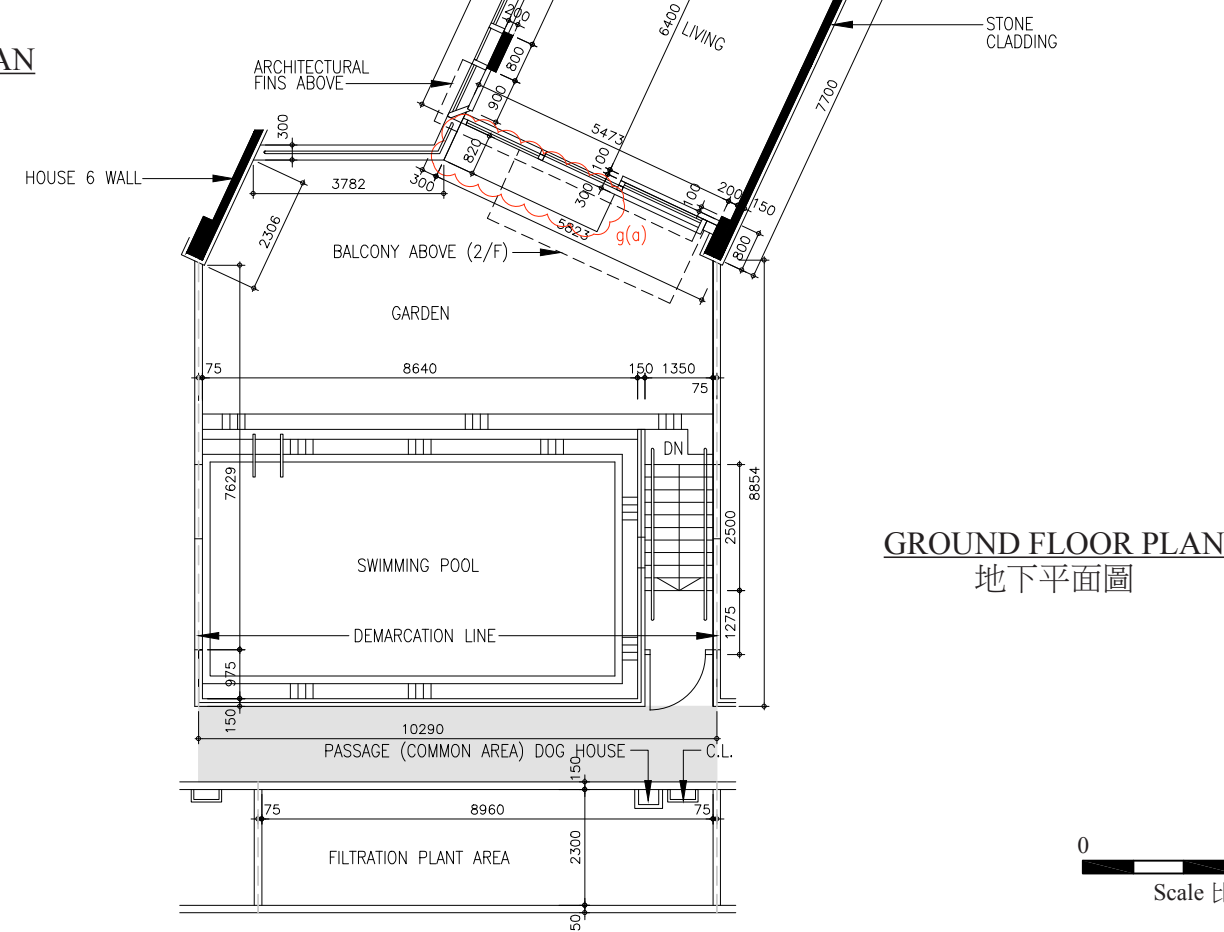 AN
ARCHITECTURAL
FINS ABOVE
200
800
900
6400
LIVING
STONE
CLADDING
7700
5473
300
HOUSE 6 WALL
3782
2306
300
820
100
300
100
200
150
800
5823
g(a)
BALCONY ABOVE (2/F)
GARDEN
75
8640
150
1350
75
DN
7629
8854
2500
SWIMMING POOL
GROUND FLOOR PLAN
地下平面圖
DEMARCATION LINE
1275
975
150
10290
PASSAGE (COMMON AREA) DOG HOUSE
C.L.
150
75
8960
75
2300
FILTRATION PLANT AREA
0
Scale
50